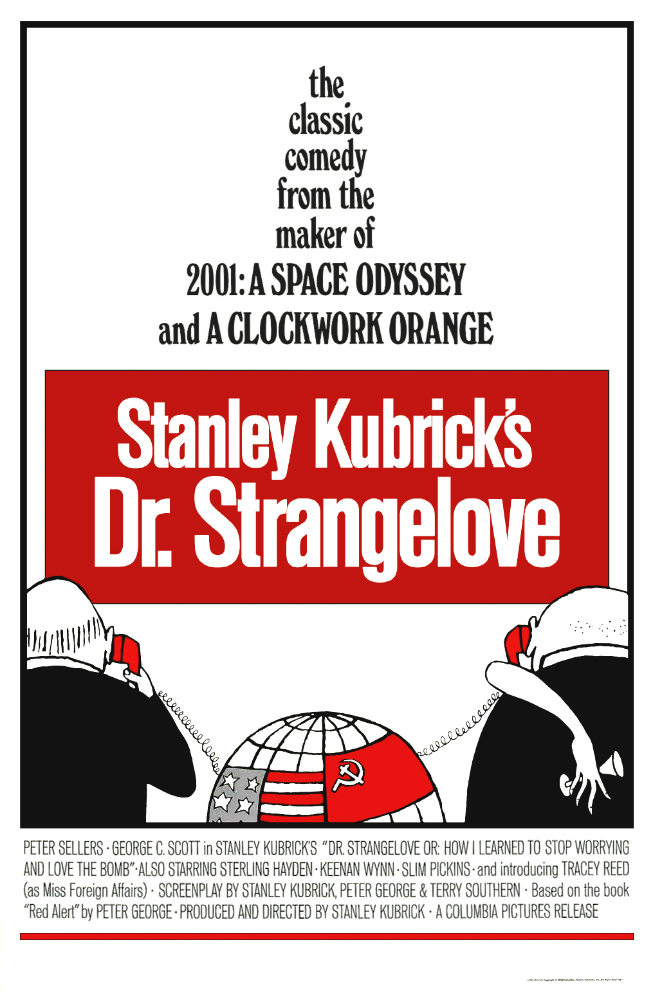 the
classic
comedy
from the
maker of
2001: A SPACE ODYSSEY
and A CLOCKWORK ORANGE
Stanley Kubrick's
Dr. Strangelove
PETER SELLERS · GEORGE C. SCOTT in STANLEY KUBRICK'S "DR. STRANGELOVE OR: HOW I LEARNED TO STOP WORRYING
AND LOVE THE BOMB" · ALSO STARRING STERLING HAYDEN · KEENAN WYNN · SLIM PICKINS · and introducing TRACEY REED
(as Miss Foreign Affairs) · SCREENPLAY BY STANLEY KUBRICK, PETER GEORGE & TERRY SOUTHERN · Based on the book
"Red Alert" by PETER GEORGE · PRODUCED AND DIRECTED BY STANLEY KUBRICK · A COLUMBIA PICTURES RELEASE